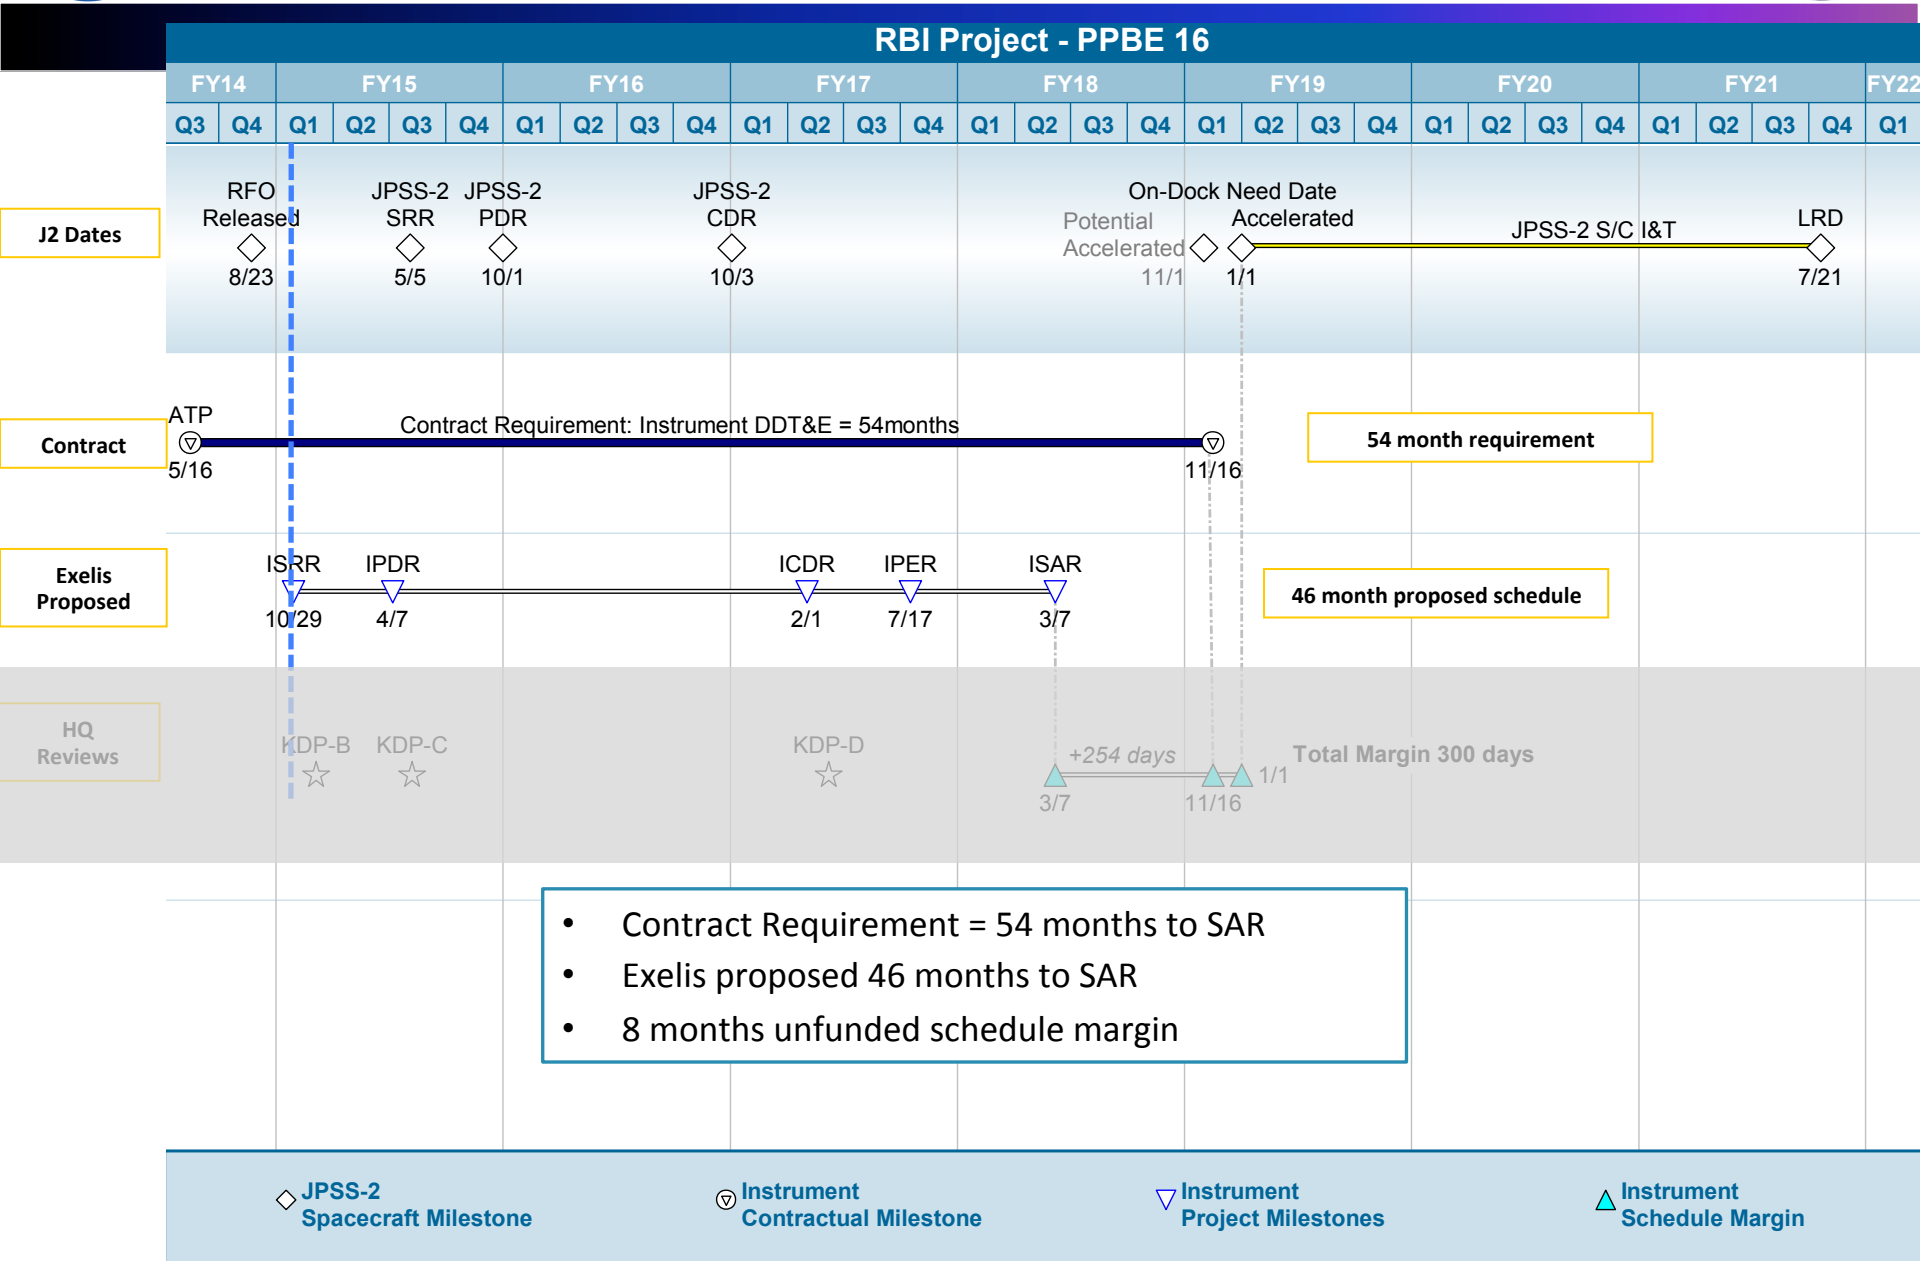 RBI Project - PPBE 16
FY14 FY15 FY16 FY17 FY18 FY19 FY20 FY21 FY22
Q3 Q4 Q1 Q2 Q3 Q4 Q1 Q2 Q3 Q4 Q1 Q2 Q3 Q4 Q1 Q2 Q3 Q4 Q1 Q2 Q3 Q4 Q1 Q2 Q3 Q4 Q1 Q2 Q3 Q4 Q1
J2 Dates
RFO
Released
8/23
JPSS-2
SRR
5/5
JPSS-2
PDR
10/1
JPSS-2
CDR
10/3
On-Dock Need Date
Potential
Accelerated
11/1
Accelerated
1/1
JPSS-2 S/C I&T
LRD
7/21
Contract
ATP
5/16
Contract Requirement: Instrument DDT&E = 54months
11/16
54 month requirement
Exelis
Proposed
ISRR
10/29
IPDR
4/7
ICDR
2/1
IPER
7/17
ISAR
3/7
46 month proposed schedule
HQ
Reviews
KDP-B
KDP-C
KDP-D
+254 days
3/7
11/16
1/1
Total Margin 300 days
• Contract Requirement = 54 months to SAR
• Exelis proposed 46 months to SAR
• 8 months unfunded schedule margin
JPSS-2
Spacecraft Milestone
Instrument
Contractual Milestone
Instrument
Project Milestones
Instrument
Schedule Margin